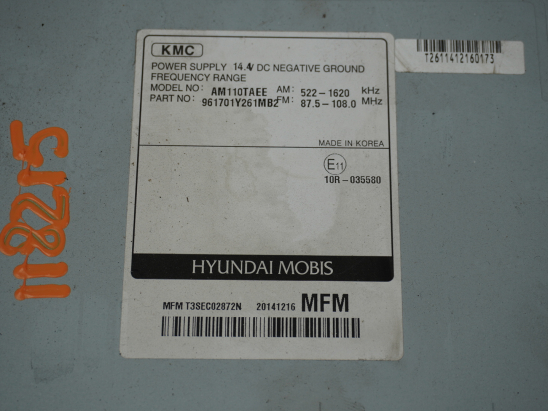 KMC
POWER SUPPLY 14.4V DC NEGATIVE GROUND
FREQUENCY RANGE
MODEL NO: AM110TAEE AM: 522-1620 kHz
PART NO: 961701Y261MB2 FM: 87.5-108.0 MHz
MADE IN KOREA
E11
10R-035580
HYUNDAI MOBIS
MFM T3SEC02872N 20141216 MFM
T2611412160173
118215